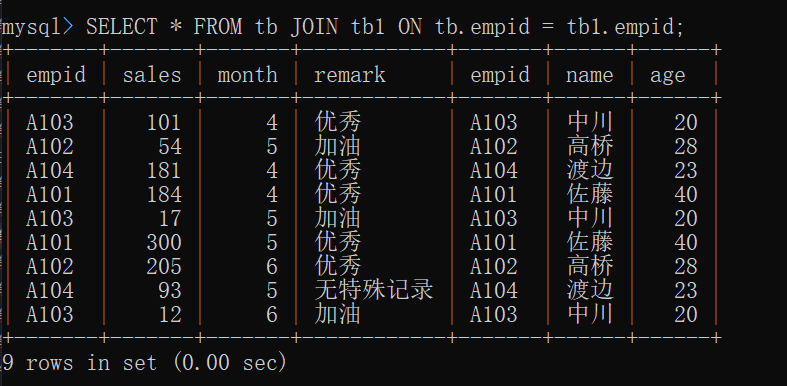 mysql> SELECT * FROM tb JOIN tb1 ON tb.empid = tb1.empid;
+-------+-------+-------+------------+-------+------+------+
| empid | sales | month | remark | empid | name | age |
+-------+-------+-------+------------+-------+------+------+
| A103 | 101 | 4 | 优秀 | A103 | 中川 | 20 |
| A102 | 54 | 5 | 加油 | A102 | 高桥 | 28 |
| A104 | 181 | 4 | 优秀 | A104 | 渡边 | 23 |
| A101 | 184 | 4 | 优秀 | A101 | 佐藤 | 40 |
| A103 | 17 | 5 | 加油 | A103 | 中川 | 20 |
| A101 | 300 | 5 | 优秀 | A101 | 佐藤 | 40 |
| A102 | 205 | 6 | 优秀 | A102 | 高桥 | 28 |
| A104 | 93 | 5 | 无特殊记录 | A104 | 渡边 | 23 |
| A103 | 12 | 6 | 加油 | A103 | 中川 | 20 |
+-------+-------+-------+------------+-------+------+------+
9 rows in set (0.00 sec)